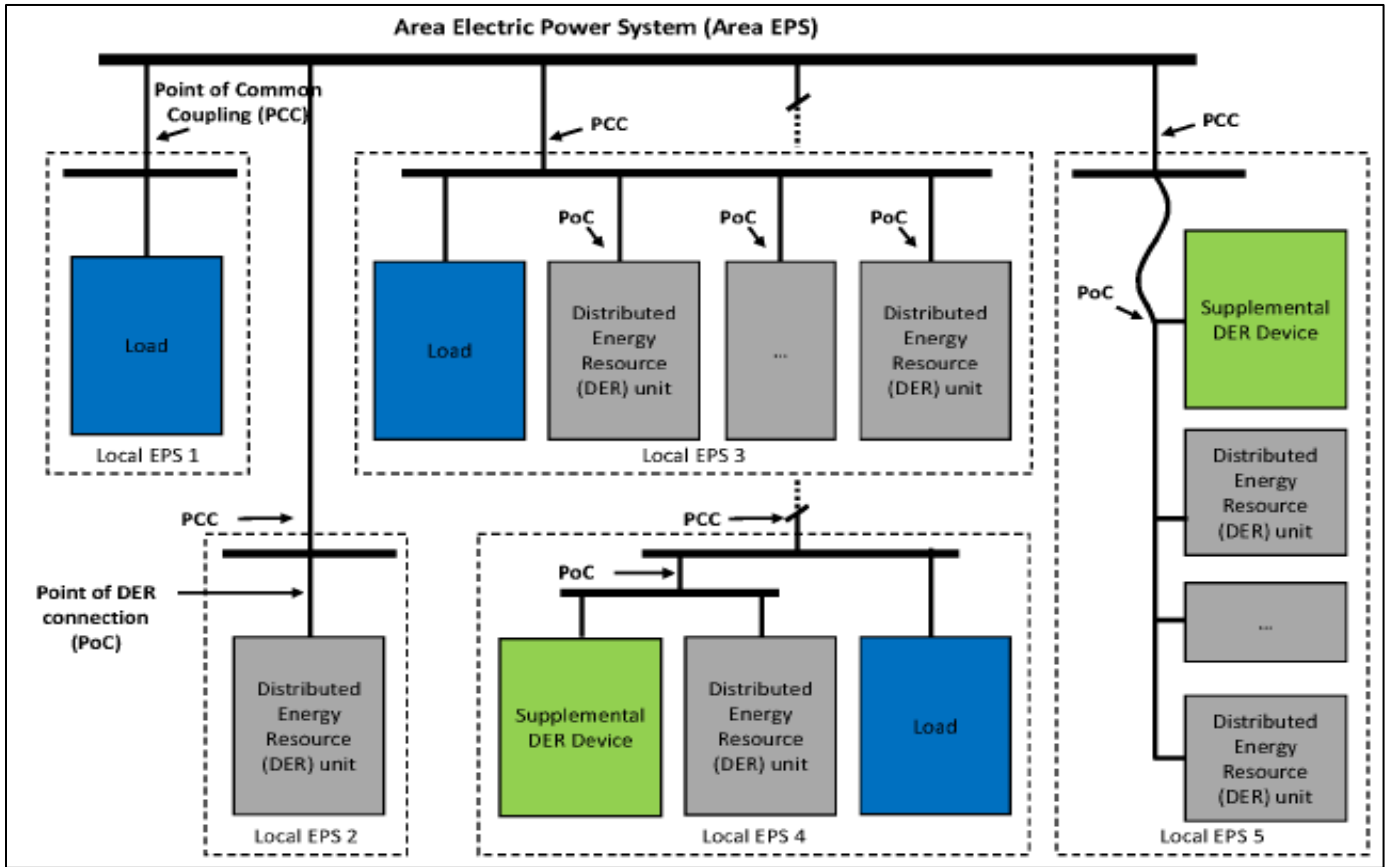 Area Electric Power System (Area EPS)
Point of Common
Coupling (PCC)
PCC
PCC
Load
Local EPS 1
PoC
PoC
PoC
Load
Distributed
Energy
Resource
(DER) unit
...
Distributed
Energy
Resource
(DER) unit
Local EPS 3
PoC
Supplemental
DER Device
Distributed
Energy
Resource
(DER) unit
...
Distributed
Energy
Resource
(DER) unit
Local EPS 5
PCC
Point of DER
connection
(PoC)
Distributed
Energy
Resource
(DER) unit
Local EPS 2
PCC
PoC
Supplemental
DER Device
Distributed
Energy
Resource
(DER) unit
Load
Local EPS 4